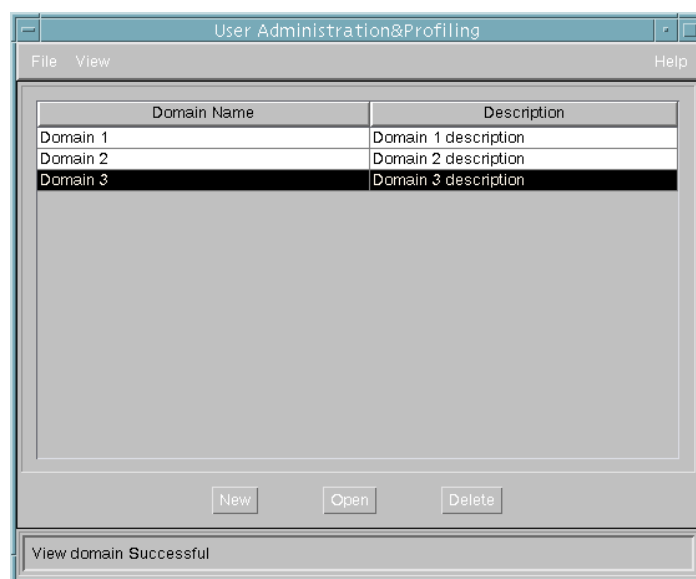 User Administration&Profiling
File View Help
Domain Name Description
Domain 1 Domain 1 description
Domain 2 Domain 2 description
Domain 3 Domain 3 description
New Open Delete
View domain Successful